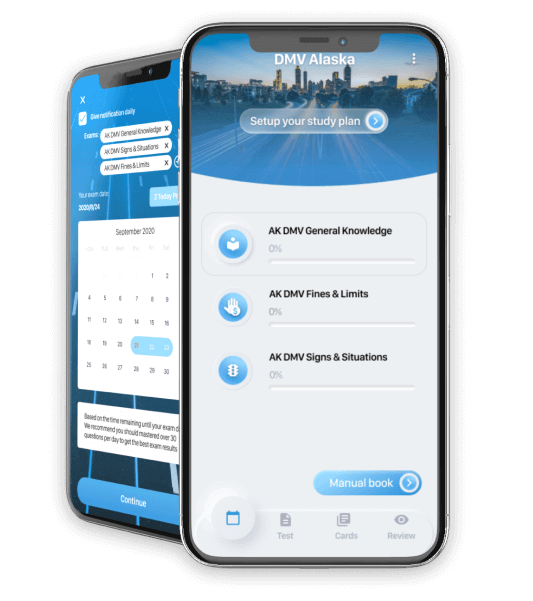 X
Give notification daily
Exams:
AK DMV General Knowledge X
AK DMV Signs & Situations X
AK DMV Fines & Limits X
Your exam date:
2020/9/24
2 Today
September 2020
1 2
4 5 6 7 8 9
11 12 13 14 15 16
18 19 20 21 22 23
25 26 27 28 29 30
Based on the time remaining until your exam
We recommend you should mastered over 30
questions per day to get the best exam results
Continue
DMV Alaska
Setup your study plan
AK DMV General Knowledge
0%
AK DMV Fines & Limits
0%
AK DMV Signs & Situations
0%
Manual book
Test Cards Review